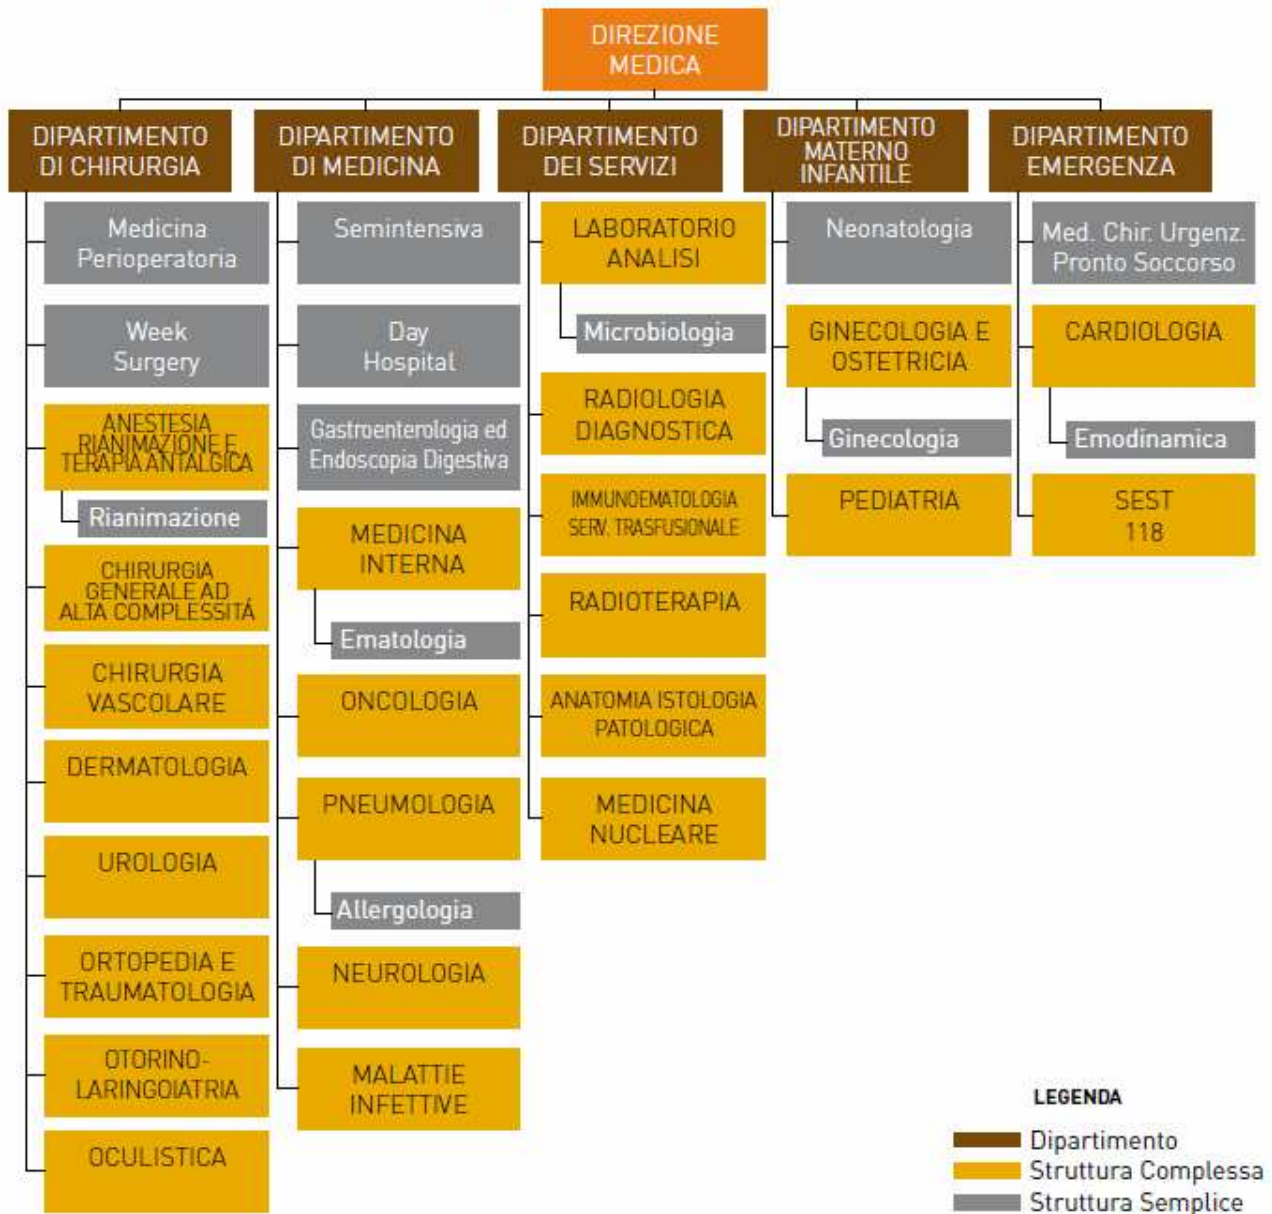 DIREZIONE
MEDICA
DIPARTIMENTO
DI CHIRURGIA
Medicina
Perioperatoria
Week
Surgery
ANESTESIA
RIANIMAZIONE E
TERAPIA ANTALGICA
Rianimazione
CHIRURGIA
GENERALE AD
ALTA COMPLESSITÁ
CHIRURGIA
VASCOLARE
DERMATOLOGIA
UROLOGIA
ORTOPEDIA E
TRAUMATOLOGIA
OTORINO-
LARINGOIATRIA
OCULISTICA
DIPARTIMENTO
DI MEDICINA
Semintensiva
Day
Hospital
Gastroenterologia ed
Endoscopia Digestiva
MEDICINA
INTERNA
Ematologia
ONCOLOGIA
PNEUMOLOGIA
Allergologia
NEUROLOGIA
MALATTIE
INFETTIVE
DIPARTIMENTO
DEI SERVIZI
LABORATORIO
ANALISI
Microbiologia
RADIOLOGIA
DIAGNOSTICA
IMMUNOEMATOLOGIA
SERV. TRASFUSIONALE
RADIOTERAPIA
ANATOMIA ISTOLOGIA
PATOLOGICA
MEDICINA
NUCLEARE
DIPARTIMENTO
MATERNO
INFANTILE
Neonatologia
GINECOLOGIA E
OSTETRICIA
Ginecologia
PEDIATRIA
DIPARTIMENTO
EMERGENZA
Med. Chir. Urgenz.
Pronto Soccorso
CARDIOLOGIA
Emodinamica
SEST
118
LEGENDA
Dipartimento
Struttura Complessa
Struttura Semplice